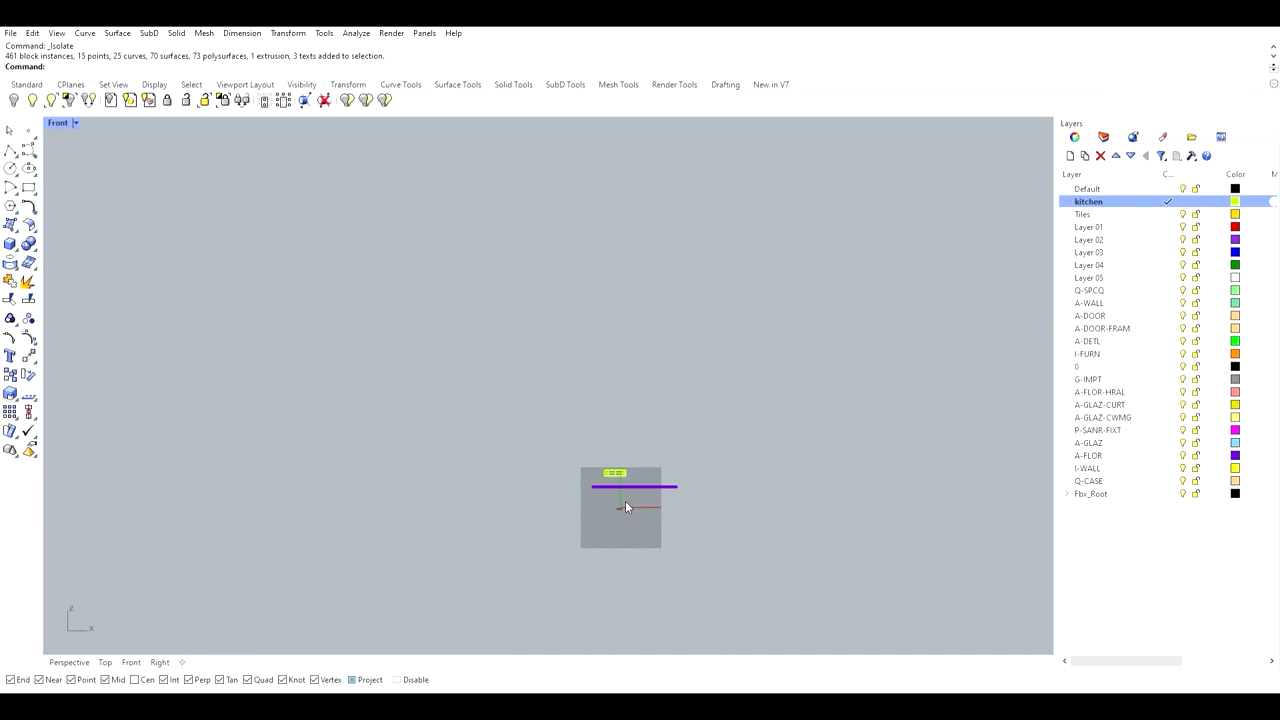 File Edit View Curve Surface SubD Solid Mesh Dimension Transform Tools Analyze Render Panels Help
Command: _Isolate
461 block instances, 15 points, 25 curves, 70 surfaces, 73 polysurfaces, 1 extrusion, 3 texts added to selection.
Command:
Standard CPlanes Set View Display Select Viewport Layout Visibility Transform Curve Tools Surface Tools Solid Tools SubD Tools Mesh Tools Render Tools Drafting New in V7
Front
Layers
Layer C... Color M
Default
kitchen
Tiles
Layer 01
Layer 02
Layer 03
Layer 04
Layer 05
Q-SPCQ
A-WALL
A-DOOR
A-DOOR-FRAM
A-DETL
I-FURN
0
G-IMPT
A-FLOR-HRAL
A-GLAZ-CURT
A-GLAZ-CWMG
P-SANR-FIXT
A-GLAZ
A-FLOR
I-WALL
Q-CASE
Fbx_Root
z
x
Perspective Top Front Right
End Near Point Mid Cen Int Perp Tan Quad Knot Vertex Project Disable